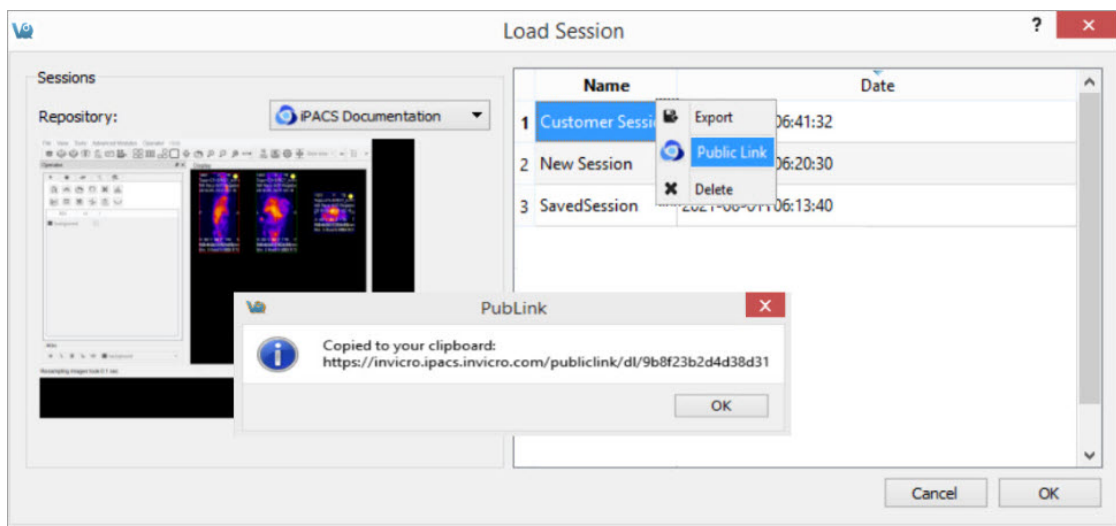 Load Session
?
Sessions
Repository:
iPACS Documentation
Name
Date
1 Customer Sessi
06:41:32
Export
Public Link
Delete
2 New Session
06:20:30
3 SavedSession
06:13:40
PubLink
Copied to your clipboard:
https://invicro.ipacs.invicro.com/publiclink/dl/9b8f23b2d4d38d31
OK
Cancel
OK